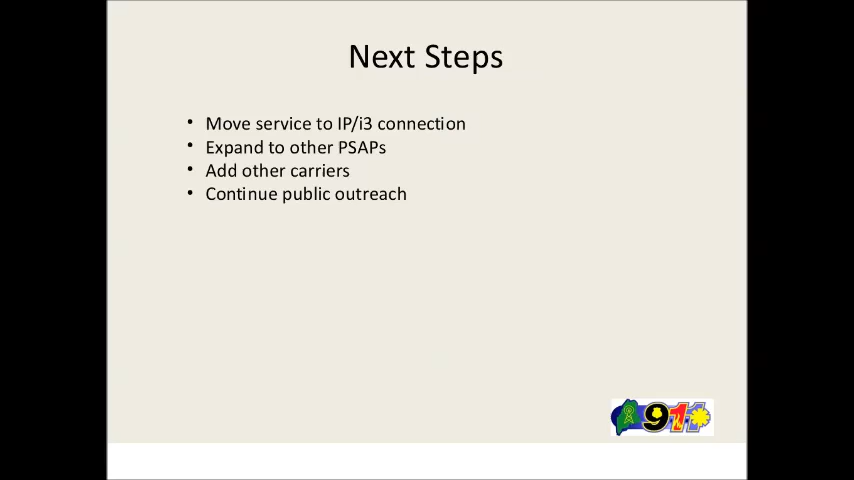 Next Steps
• Move service to IP/i3 connection
• Expand to other PSAPs
• Add other carriers
• Continue public outreach
911